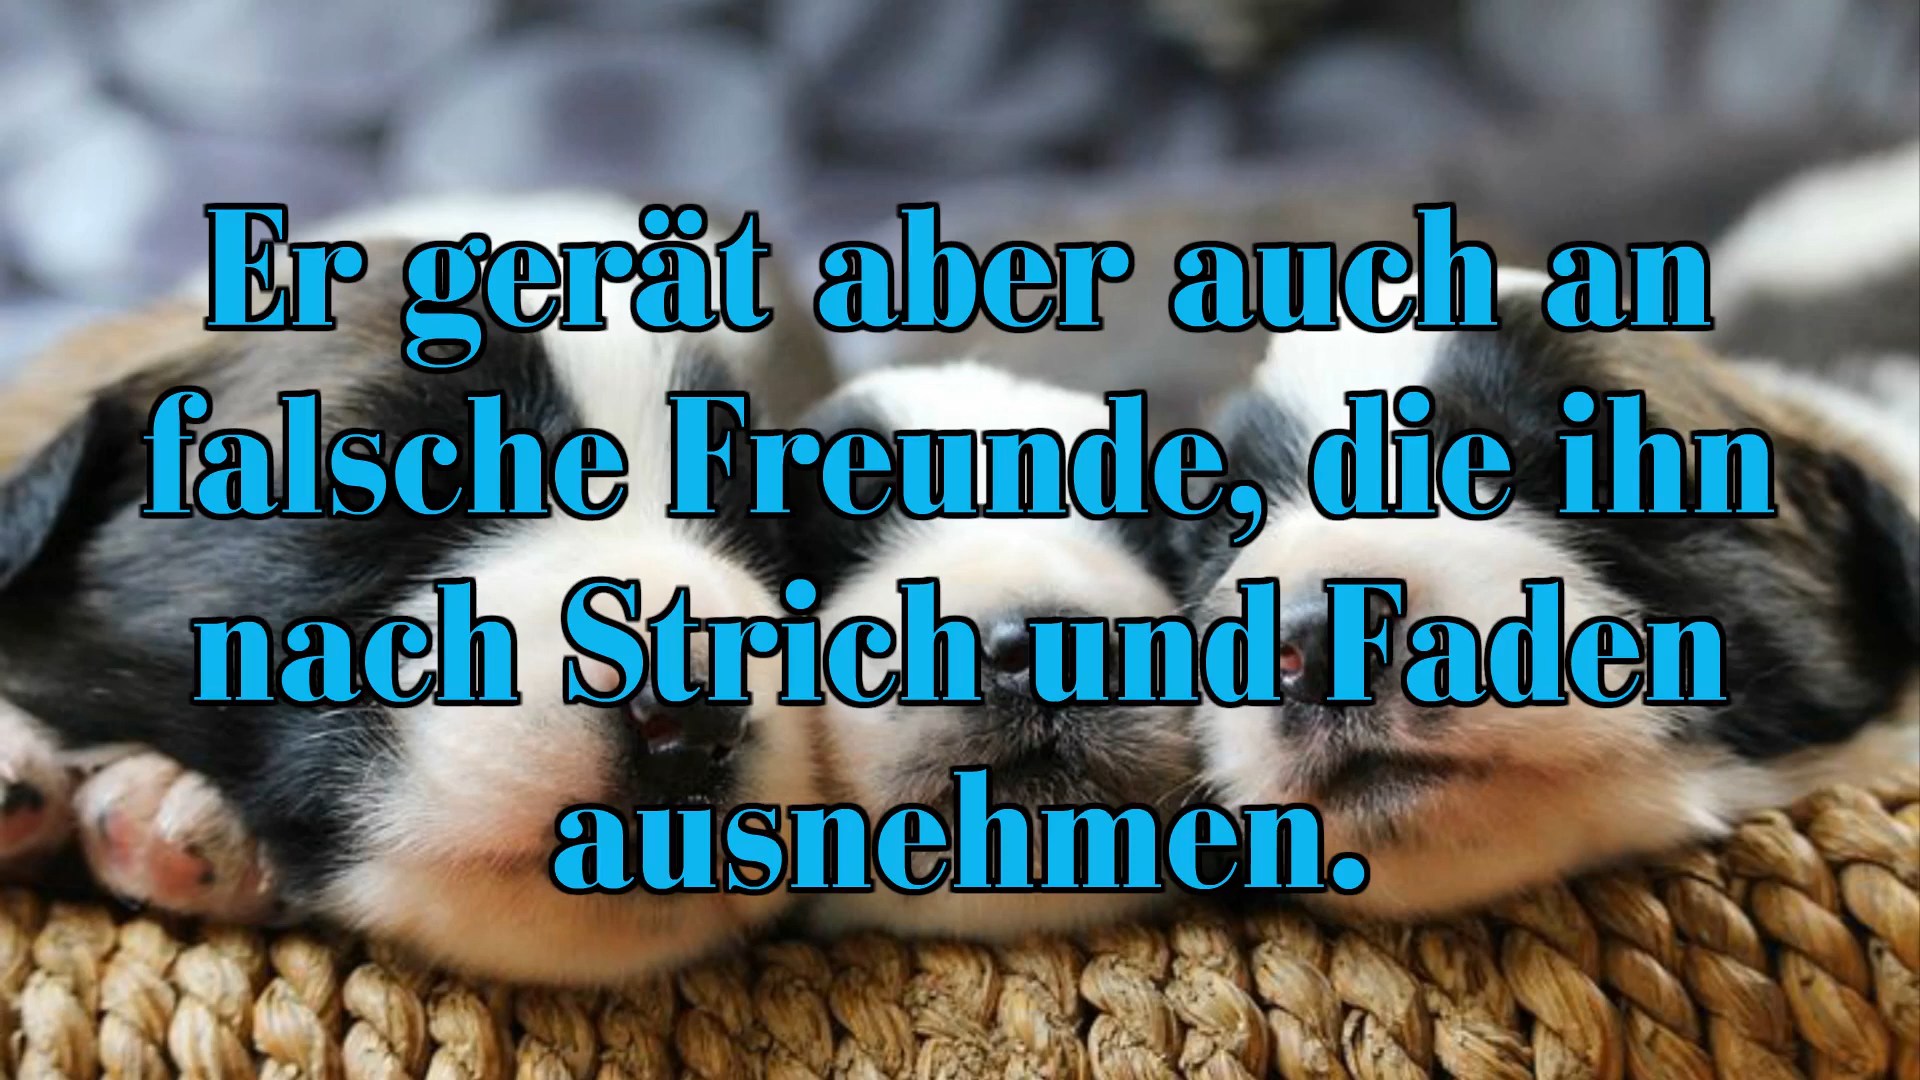 Er gerät aber auch an
falsche Freunde, die ihn
nach Strich und Faden
ausnehmen.